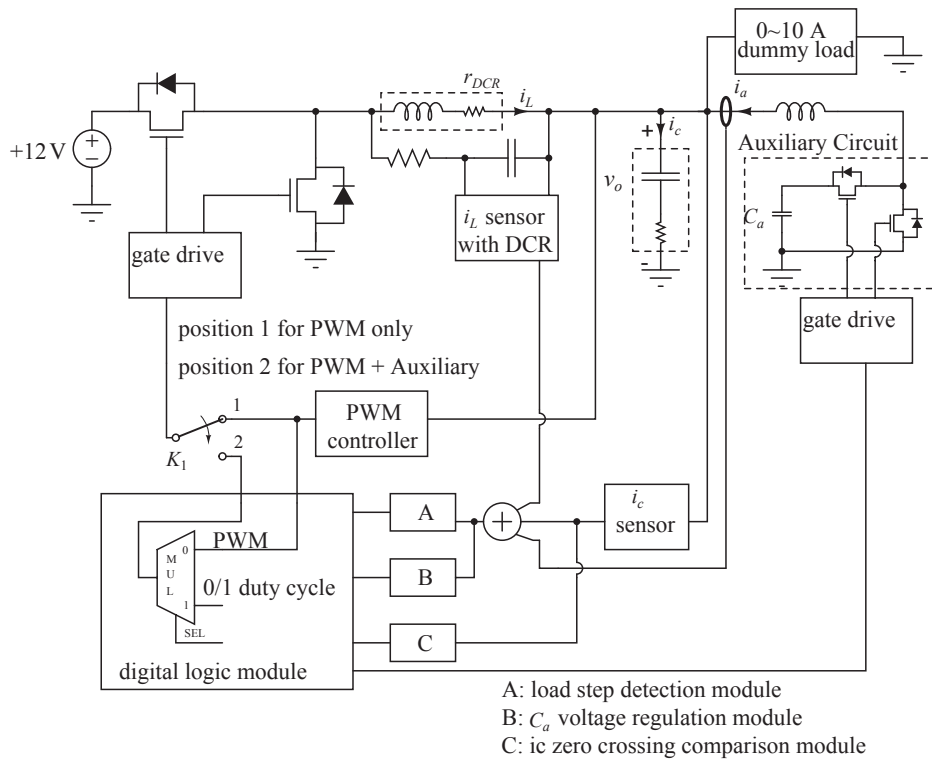 0~10 A
dummy load
r_DCR
i_L
i_a
+12V
+
−
+
i_c
v_o
-
Auxiliary Circuit
C_a
i_L sensor
with DCR
gate drive
gate drive
position 1 for PWM only
position 2 for PWM + Auxiliary
1
2
K_1
PWM
controller
i_c
sensor
A
+
B
C
PWM
0
M
U
L
1
0/1 duty cycle
SEL
digital logic module
A: load step detection module
B: C_a voltage regulation module
C: ic zero crossing comparison module